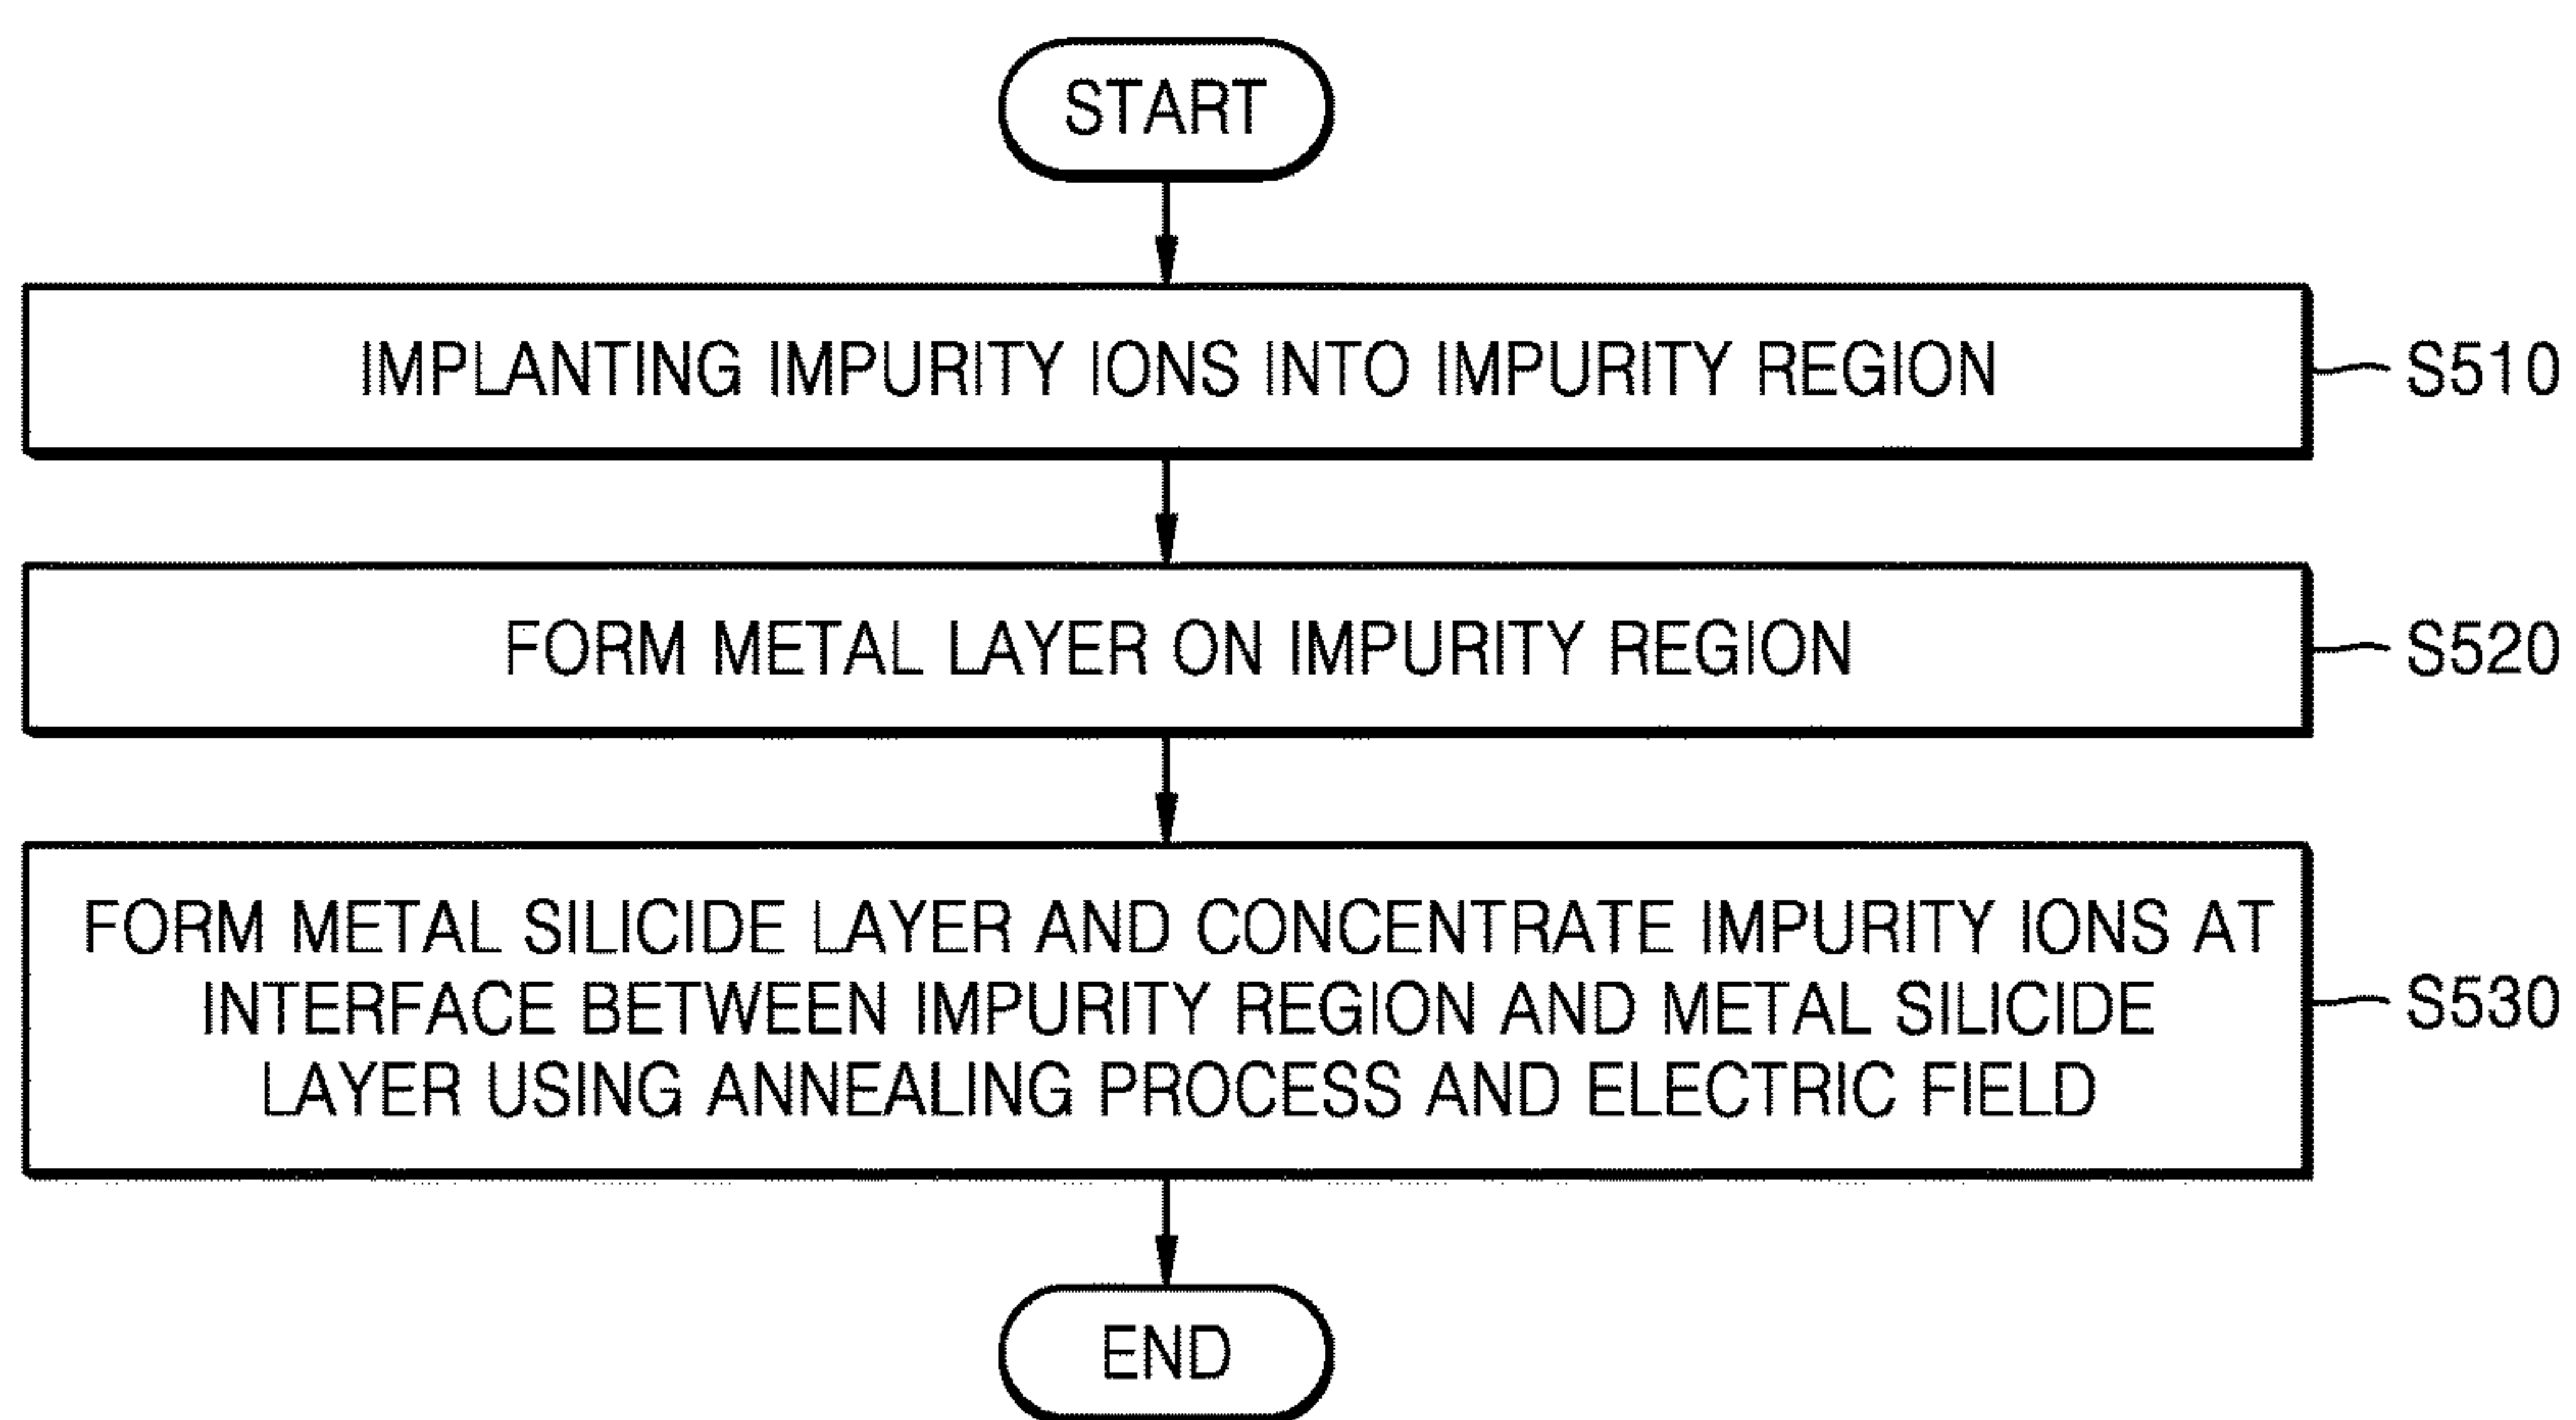 START
IMPLANTING IMPURITY IONS INTO IMPURITY REGION
S510
FORM METAL LAYER ON IMPURITY REGION
S520
FORM METAL SILICIDE LAYER AND CONCENTRATE IMPURITY IONS AT
INTERFACE BETWEEN IMPURITY REGION AND METAL SILICIDE
LAYER USING ANNEALING PROCESS AND ELECTRIC FIELD
S530
END